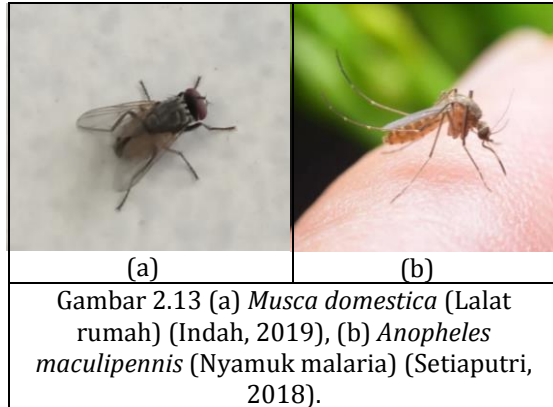 (a)
(b)
Gambar 2.13 (a) Musca domestica (Lalat
rumah) (Indah, 2019), (b) Anopheles
maculipennis (Nyamuk malaria) (Setiaputri,
2018).